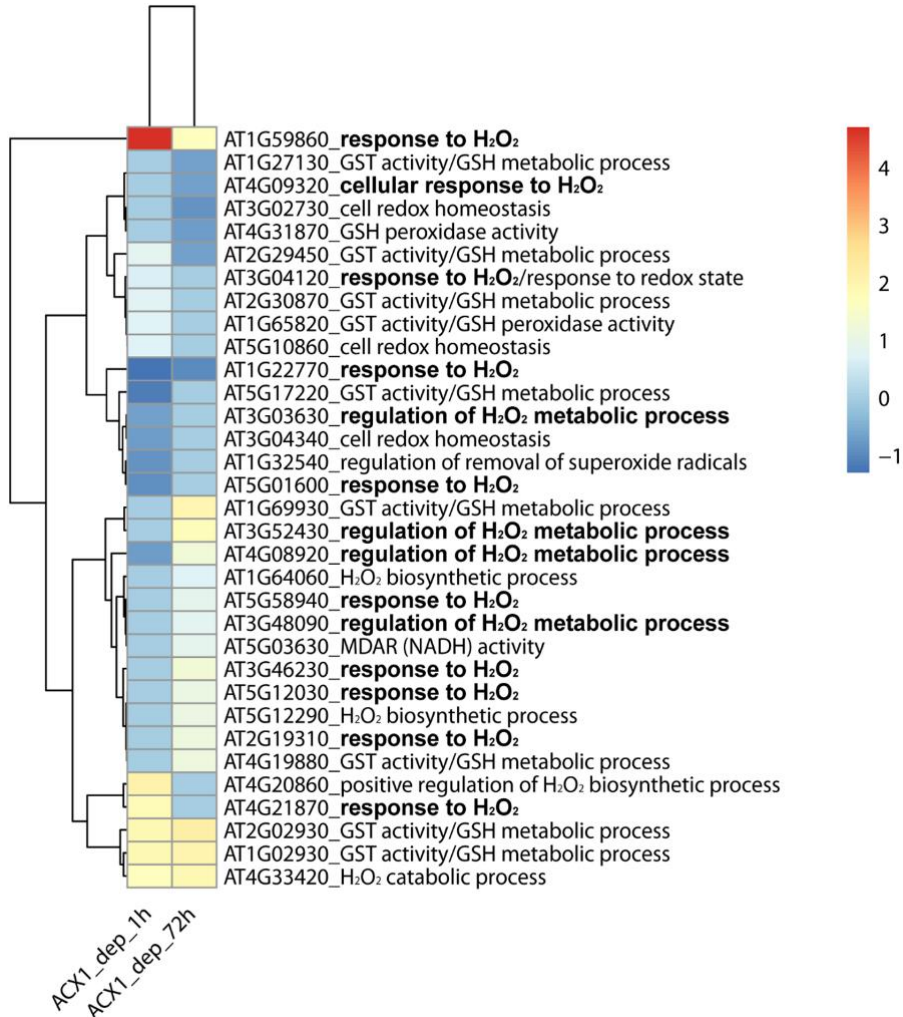 AT1G59860_response to H₂O₂
AT1G27130_GST activity/GSH metabolic process
AT4G09320_cellular response to H₂O₂
AT3G02730_cell redox homeostasis
AT4G31870_GSH peroxidase activity
AT2G29450_GST activity/GSH metabolic process
AT3G04120_response to H₂O₂/response to redox state
AT2G30870_GST activity/GSH metabolic process
AT1G65820_GST activity/GSH peroxidase activity
AT5G10860_cell redox homeostasis
AT1G22770_response to H₂O₂
AT5G17220_GST activity/GSH metabolic process
AT3G03630_regulation of H₂O₂ metabolic process
AT3G04340_cell redox homeostasis
AT1G32540_regulation of removal of superoxide radicals
AT5G01600_response to H₂O₂
AT1G69930_GST activity/GSH metabolic process
AT3G52430_regulation of H₂O₂ metabolic process
AT4G08920_regulation of H₂O₂ metabolic process
AT1G64060_H₂O₂ biosynthetic process
AT5G58940_response to H₂O₂
AT3G48090_regulation of H₂O₂ metabolic process
AT5G03630_MDAR (NADH) activity
AT3G46230_response to H₂O₂
AT5G12030_response to H₂O₂
AT5G12290_H₂O₂ biosynthetic process
AT2G19310_response to H₂O₂
AT4G19880_GST activity/GSH metabolic process
AT4G20860_positive regulation of H₂O₂ biosynthetic process
AT4G21870_response to H₂O₂
AT2G02930_GST activity/GSH metabolic process
AT1G02930_GST activity/GSH metabolic process
AT4G33420_H₂O₂ catabolic process
ACX1_dep_1h
ACX1_dep_72h
4
3
2
1
0
−1